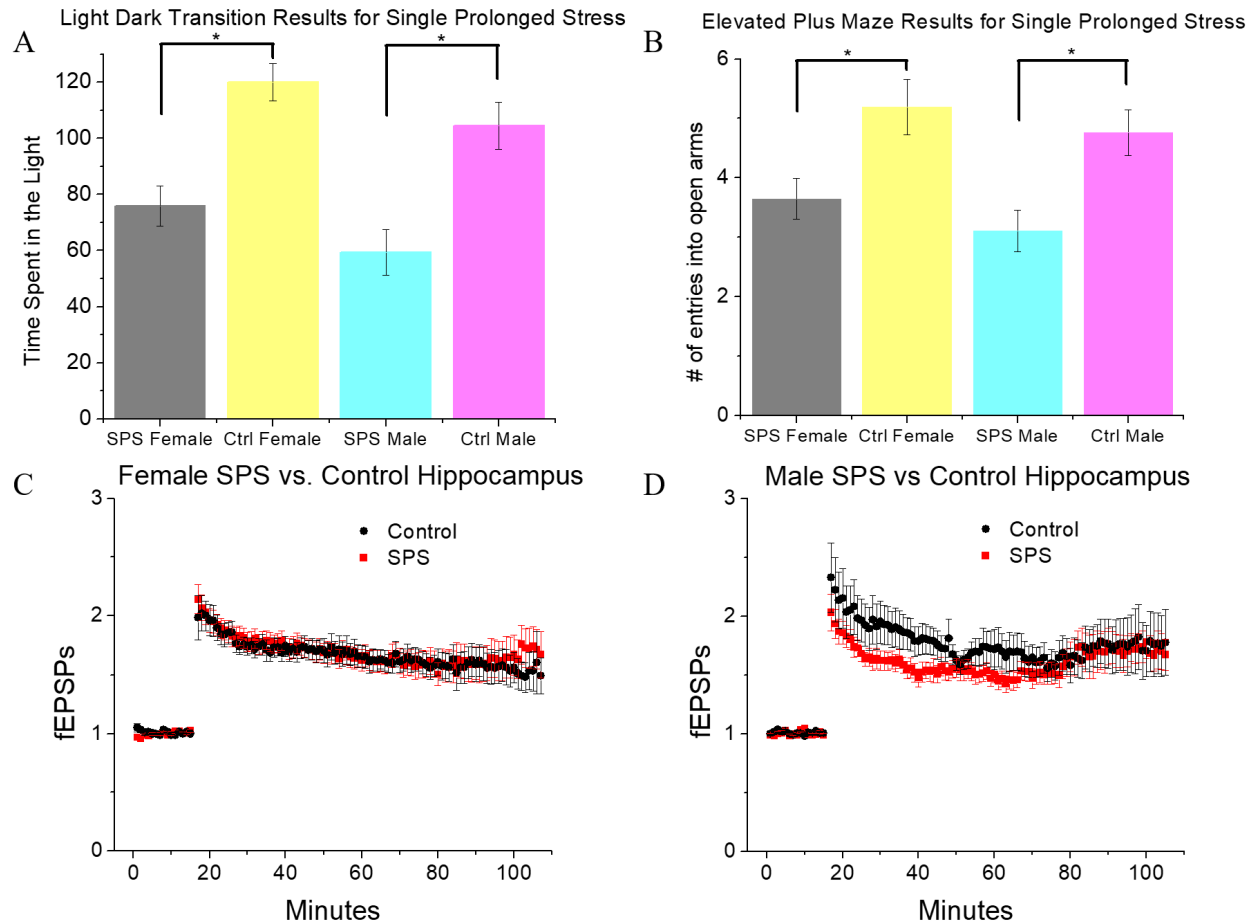 A
Light Dark Transition Results for Single Prolonged Stress
*
*
Time Spent in the Light
120
100
80
60
40
20
0
SPS Female
Ctrl Female
SPS Male
Ctrl Male
B
Elevated Plus Maze Results for Single Prolonged Stress
*
*
# of entries into open arms
6
4
2
0
SPS Female
Ctrl Female
SPS Male
Ctrl Male
C
Female SPS vs. Control Hippocampus
Control
SPS
fEPSPs
3
2
1
0
0
20
40
60
80
100
Minutes
D
Male SPS vs Control Hippocampus
Control
SPS
fEPSPs
3
2
1
0
0
20
40
60
80
100
Minutes